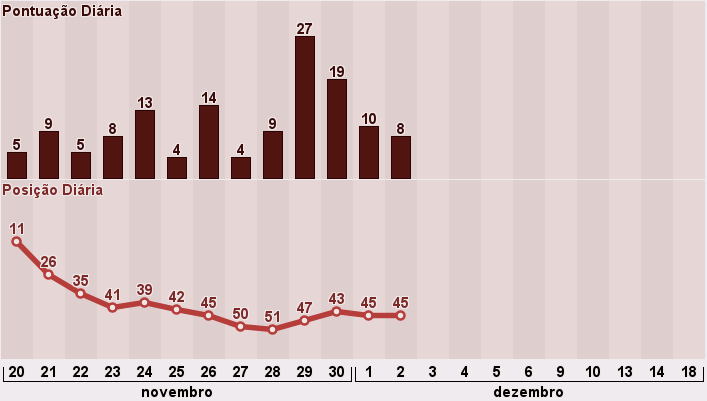 Pontuação Diária
5 9 5 8 13 4 14 4 9 27 19 10 8
Posição Diária
11 26 35 41 39 42 45 50 51 47 43 45 45
20 21 22 23 24 25 26 27 28 29 30 1 2 3 4 5 6 9 10 13 14 18
novembro dezembro